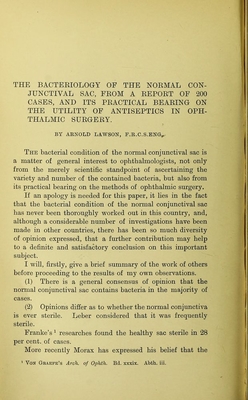 THE BACTERIOLOGY OF THE NORMAL CON-
JUNCTIVAL SAC, FROM A REPORT OF 200
CASES, AND ITS PRACTICAL BEARING ON
THE UTILITY OF ANTISEPTICS IN OPH-
THALMIC SURGERY.
BY ARNOLD LAWSON, F.R.C.S.ENG.
THE bacterial condition of the normal conjunctival sac is
a matter of general interest to ophthalmologists, not only
from the merely scientific standpoint of ascertaining the
variety and number of the contained bacteria, but also from
its practical bearing on the methods of ophthalmic surgery.
If an apology is needed for this paper, it lies in the fact
that the bacterial condition of the normal conjunctival sac
has never been thoroughly worked out in this country, and,
although a considerable number of investigations have been
made in other countries, there has been so much diversity
of opinion expressed, that a further contribution may help
to a definite and satisfactory conclusion on this important
subject.
I will, firstly, give a brief summary of the work of others
before proceeding to the results of my own observations.
(1) There is a general consensus of opinion that the
normal conjunctival sac contains bacteria in the majority of
cases.
(2) Opinions differ as to whether the normal conjunctiva
is ever sterile. Leber considered that it was frequently
sterile.
Franke's¹ researches found the healthy sac sterile in 28
per cent. of cases.
More recently Morax has expressed his belief that the
¹ VON GRAEFE'S Arch. of Ophth. Bd. xxxix. Abth. iii.